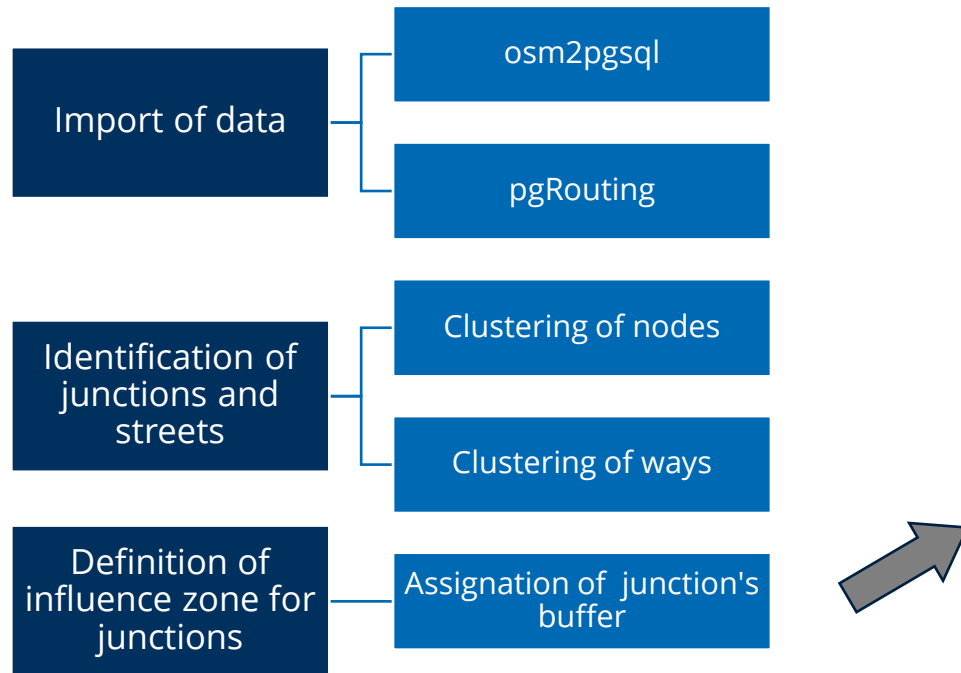 Import of data
osm2pgsql
pgRouting
Identification of
junctions and
streets
Clustering of nodes
Clustering of ways
Definition of
influence zone for
junctions
Assignation of junction's
buffer